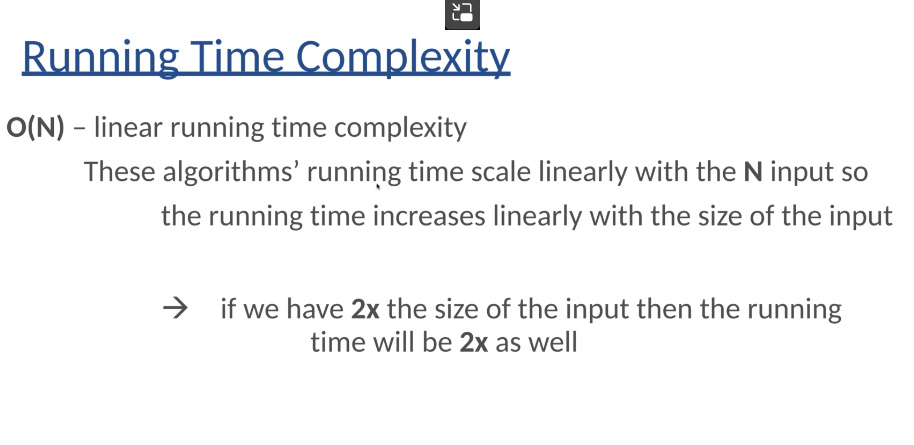 Running Time Complexity
O(N) – linear running time complexity
These algorithms’ running time scale linearly with the N input so
the running time increases linearly with the size of the input
→ if we have 2x the size of the input then the running
time will be 2x as well